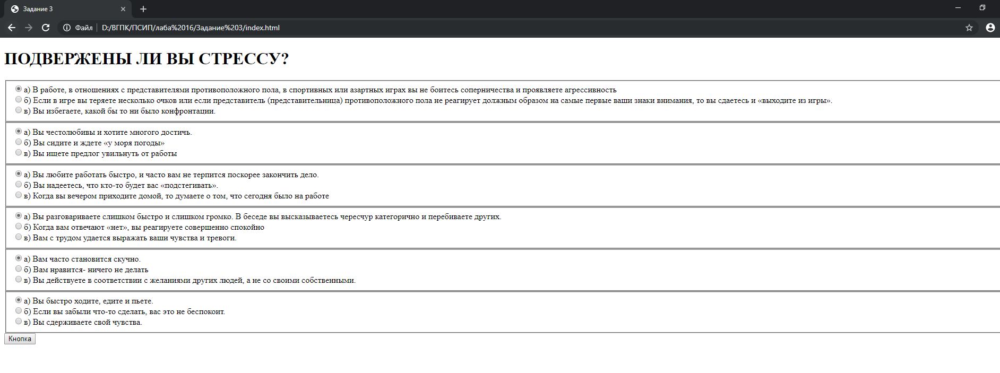 Задание 3
Файл D:/ВГПК/ПСИП/лаба%2016/Задание%203/index.html
ПОДВЕРЖЕНЫ ЛИ ВЫ СТРЕССУ?
а) В работе, в отношениях с представителями противоположного пола, в спортивных или азартных играх вы не боитесь соперничества и проявляете агрессивность
б) Если в игре вы теряете несколько очков или если представитель (представительница) противоположного пола не реагирует должным образом на самые первые ваши знаки внимания, то вы сдаетесь и «выходите из игры».
в) Вы избегаете, какой бы то ни было конфронтации.
а) Вы честолюбивы и хотите многого достичь.
б) Вы сидите и ждете «у моря погоды»
в) Вы ищете предлог увильнуть от работы
а) Вы любите работать быстро, и часто вам не терпится поскорее закончить дело.
б) Вы надеетесь, что кто-то будет вас «подстегивать».
в) Когда вы вечером приходите домой, то думаете о том, что сегодня было на работе
а) Вы разговариваете слишком быстро и слишком громко. В беседе вы высказываетесь чересчур категорично и перебиваете других.
б) Когда вам отвечают «нет», вы реагируете совершенно спокойно
в) Вам с трудом удается выражать ваши чувства и тревоги.
а) Вам часто становится скучно.
б) Вам нравится- ничего не делать
в) Вы действуете в соответствии с желаниями других людей, а не со своими собственными.
а) Вы быстро ходите, едите и пьете.
б) Если вы забыли что-то сделать, вас это не беспокоит.
в) Вы сдерживаете свой чувства.
Кнопка